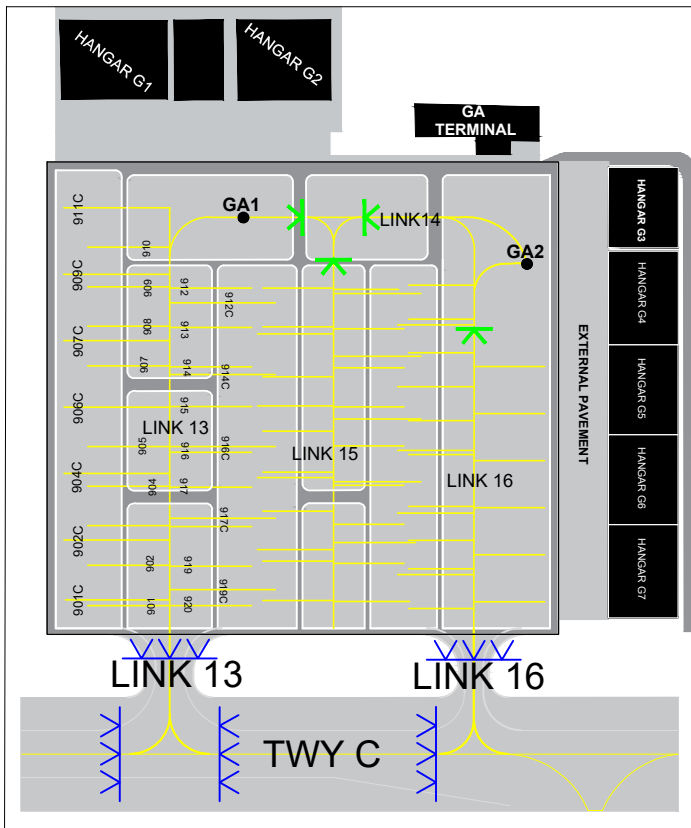 HANGAR G1
HANGAR G2
GA
TERMINAL
911C
910
GA1
LINK14
GA2
HANGAR G3
909C
909
912
912C
HANGAR G4
907C
908
913
907
914
914C
EXTERNAL PAVEMENT
HANGAR G5
906C
915
LINK 13
905
916
916C
LINK 15
904C
904
917
LINK 16
HANGAR G6
917C
902C
902
919
HANGAR G7
901C
901
920
919C
LINK 13
LINK 16
TWY C